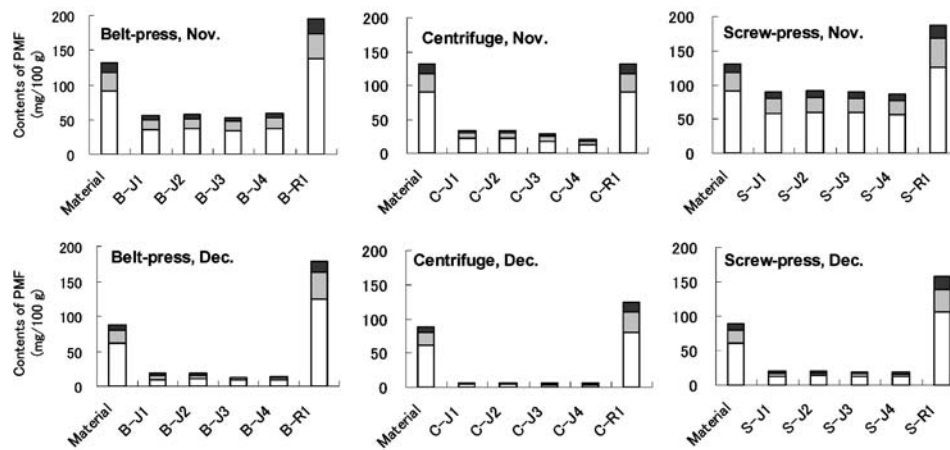 Contents of PMF
(mg/100 g)
200
150
100
50
0
Belt-press, Nov.
Material
B-J1
B-J2
B-J3
B-J4
B-R1
200
150
100
50
0
Centrifuge, Nov.
Material
C-J1
C-J2
C-J3
C-J4
C-R1
200
150
100
50
0
Screw-press, Nov.
Material
S-J1
S-J2
S-J3
S-J4
S-R1
Contents of PMF
(mg/100 g)
200
150
100
50
0
Belt-press, Dec.
Material
B-J1
B-J2
B-J3
B-J4
B-R1
200
150
100
50
0
Centrifuge, Dec.
Material
C-J1
C-J2
C-J3
C-J4
C-R1
200
150
100
50
0
Screw-press, Dec.
Material
S-J1
S-J2
S-J3
S-J4
S-R1